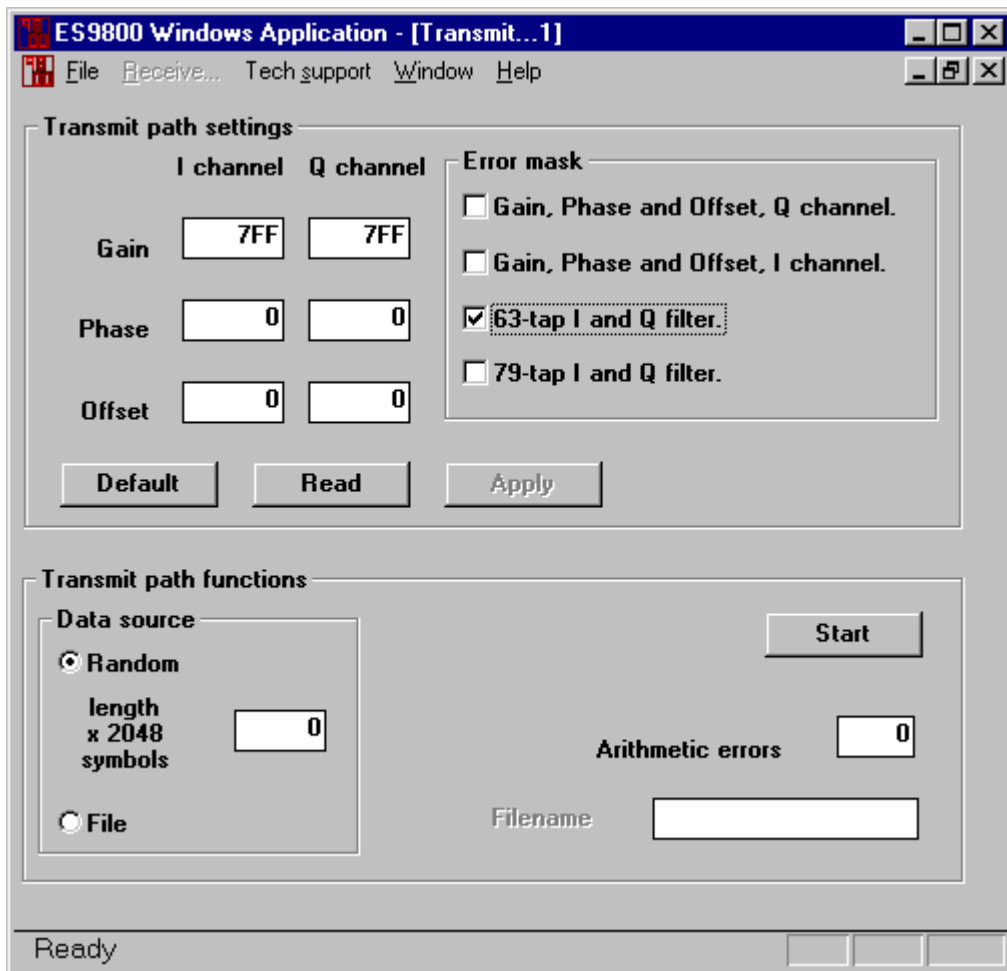 ES9800 Windows Application - [Transmit...1]
File Receive... Tech support Window Help
Transmit path settings
I channel Q channel
Gain 7FF 7FF
Phase 0 0
Offset 0 0
Error mask
Gain, Phase and Offset, Q channel.
Gain, Phase and Offset, I channel.
63-tap I and Q filter.
79-tap I and Q filter.
Default Read Apply
Transmit path functions
Data source
Random
length
x 2048
symbols
0
File
Start
Arithmetic errors 0
Filename
Ready